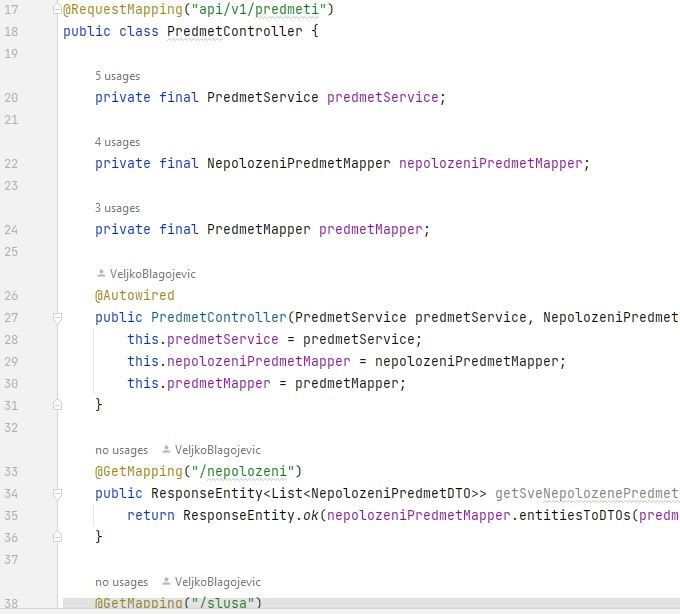 17 @RequestMapping("api/v1/predmeti")
18 public class PredmetController {
19
5 usages
20 private final PredmetService predmetService;
21
4 usages
22 private final NepolozeniPredmetMapper nepolozeniPredmetMapper;
23
3 usages
24 private final PredmetMapper predmetMapper;
25
VeljkoBlagojevic
26 @Autowired
27 public PredmetController(PredmetService predmetService, NepolozeniPredmet
28 this.predmetService = predmetService;
29 this.nepolozeniPredmetMapper = nepolozeniPredmetMapper;
30 this.predmetMapper = predmetMapper;
31 }
32
no usages VeljkoBlagojevic
33 @GetMapping("/nepolozeni")
34 public ResponseEntity<List<NepolozeniPredmetDTO>> getSveNepolozenePredmet
35 return ResponseEntity.ok(nepolozeniPredmetMapper.entitiesToDTOs(predm
36 }
37
no usages VeljkoBlagojevic
38 @GetMapping("/slusa")